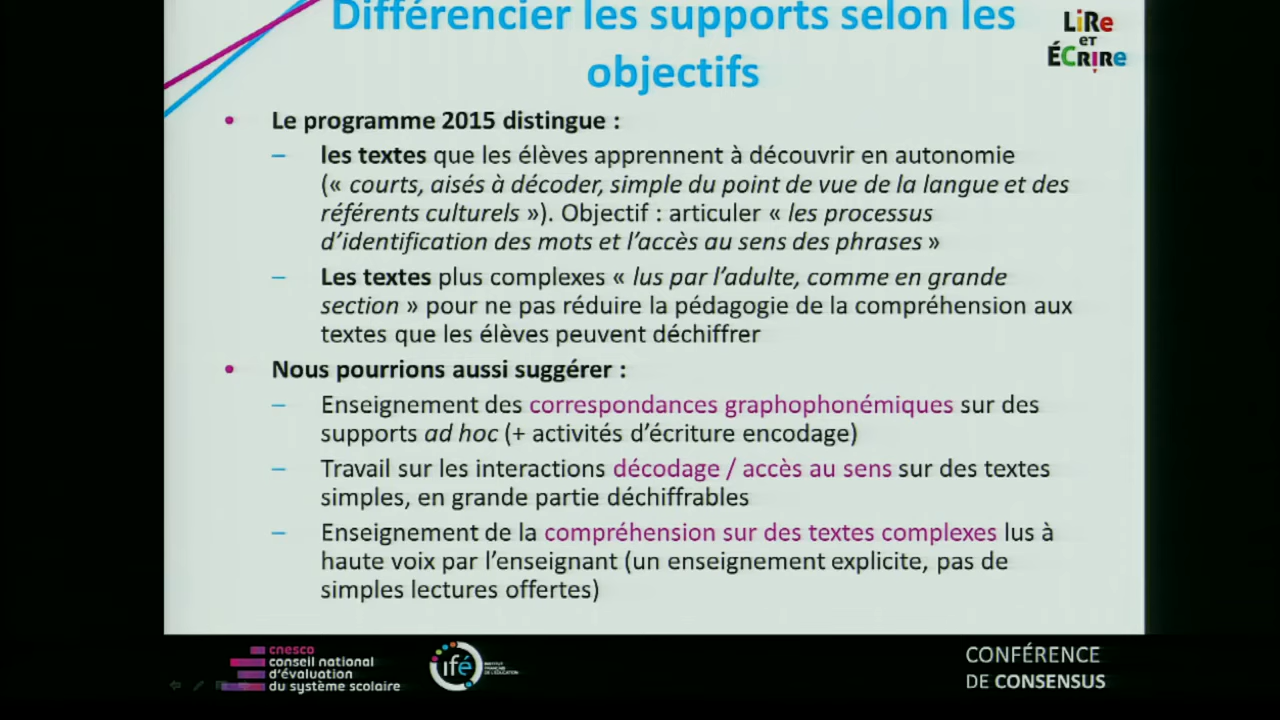 Différencier les supports selon les
objectifs
LiRe
ET
ÉCRIRe
• Le programme 2015 distingue :
– les textes que les élèves apprennent à découvrir en autonomie
(« courts, aisés à décoder, simple du point de vue de la langue et des
référents culturels »). Objectif : articuler « les processus
d’identification des mots et l’accès au sens des phrases »
– Les textes plus complexes « lus par l’adulte, comme en grande
section » pour ne pas réduire la pédagogie de la compréhension aux
textes que les élèves peuvent déchiffrer
• Nous pourrions aussi suggérer :
– Enseignement des correspondances graphophonémiques sur des
supports ad hoc (+ activités d’écriture encodage)
– Travail sur les interactions décodage / accès au sens sur des textes
simples, en grande partie déchiffrables
– Enseignement de la compréhension sur des textes complexes lus à
haute voix par l’enseignant (un enseignement explicite, pas de
simples lectures offertes)
cnesco
conseil national
d’évaluation
du système scolaire
ifé
INSTITUT
FRANÇAIS
DE L’ÉDUCATION
CONFÉRENCE
DE CONSENSUS